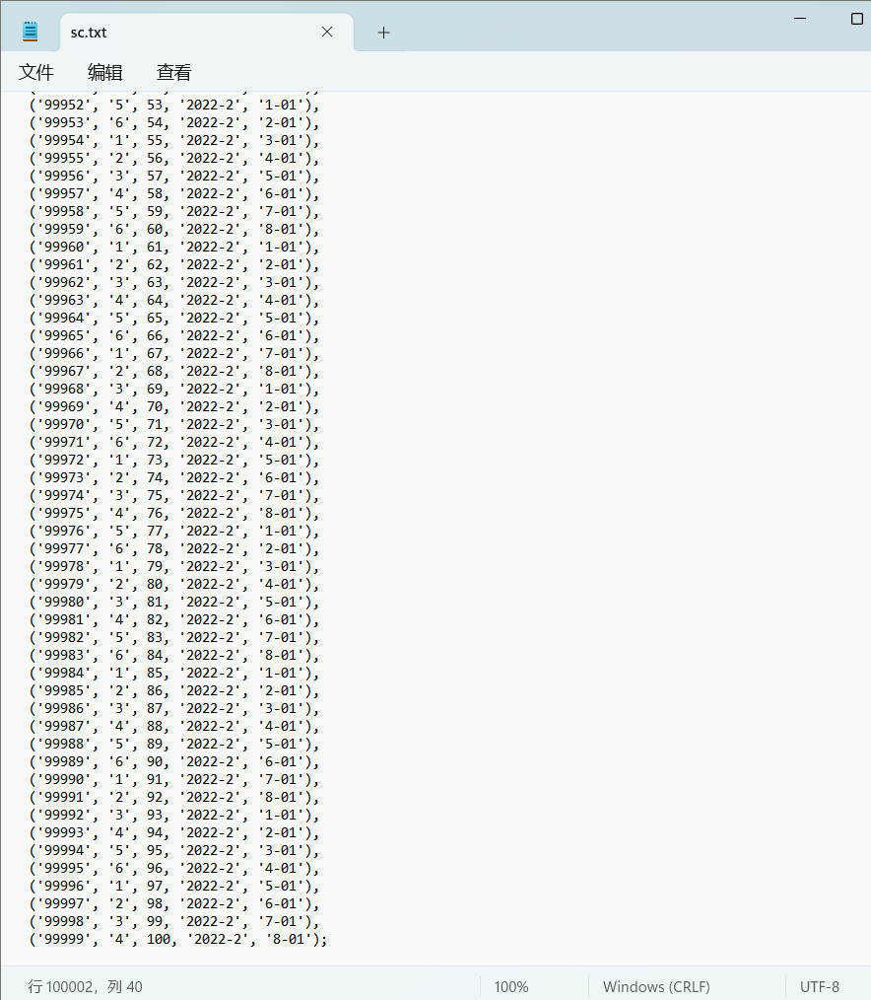 sc.txt
文件 编辑 查看
('99952', '5', 53, '2022-2', '1-01'),
('99953', '6', 54, '2022-2', '2-01'),
('99954', '1', 55, '2022-2', '3-01'),
('99955', '2', 56, '2022-2', '4-01'),
('99956', '3', 57, '2022-2', '5-01'),
('99957', '4', 58, '2022-2', '6-01'),
('99958', '5', 59, '2022-2', '7-01'),
('99959', '6', 60, '2022-2', '8-01'),
('99960', '1', 61, '2022-2', '1-01'),
('99961', '2', 62, '2022-2', '2-01'),
('99962', '3', 63, '2022-2', '3-01'),
('99963', '4', 64, '2022-2', '4-01'),
('99964', '5', 65, '2022-2', '5-01'),
('99965', '6', 66, '2022-2', '6-01'),
('99966', '1', 67, '2022-2', '7-01'),
('99967', '2', 68, '2022-2', '8-01'),
('99968', '3', 69, '2022-2', '1-01'),
('99969', '4', 70, '2022-2', '2-01'),
('99970', '5', 71, '2022-2', '3-01'),
('99971', '6', 72, '2022-2', '4-01'),
('99972', '1', 73, '2022-2', '5-01'),
('99973', '2', 74, '2022-2', '6-01'),
('99974', '3', 75, '2022-2', '7-01'),
('99975', '4', 76, '2022-2', '8-01'),
('99976', '5', 77, '2022-2', '1-01'),
('99977', '6', 78, '2022-2', '2-01'),
('99978', '1', 79, '2022-2', '3-01'),
('99979', '2', 80, '2022-2', '4-01'),
('99980', '3', 81, '2022-2', '5-01'),
('99981', '4', 82, '2022-2', '6-01'),
('99982', '5', 83, '2022-2', '7-01'),
('99983', '6', 84, '2022-2', '8-01'),
('99984', '1', 85, '2022-2', '1-01'),
('99985', '2', 86, '2022-2', '2-01'),
('99986', '3', 87, '2022-2', '3-01'),
('99987', '4', 88, '2022-2', '4-01'),
('99988', '5', 89, '2022-2', '5-01'),
('99989', '6', 90, '2022-2', '6-01'),
('99990', '1', 91, '2022-2', '7-01'),
('99991', '2', 92, '2022-2', '8-01'),
('99992', '3', 93, '2022-2', '1-01'),
('99993', '4', 94, '2022-2', '2-01'),
('99994', '5', 95, '2022-2', '3-01'),
('99995', '6', 96, '2022-2', '4-01'),
('99996', '1', 97, '2022-2', '5-01'),
('99997', '2', 98, '2022-2', '6-01'),
('99998', '3', 99, '2022-2', '7-01'),
('99999', '4', 100, '2022-2', '8-01');
行 100002，列 40 100% Windows (CRLF) UTF-8